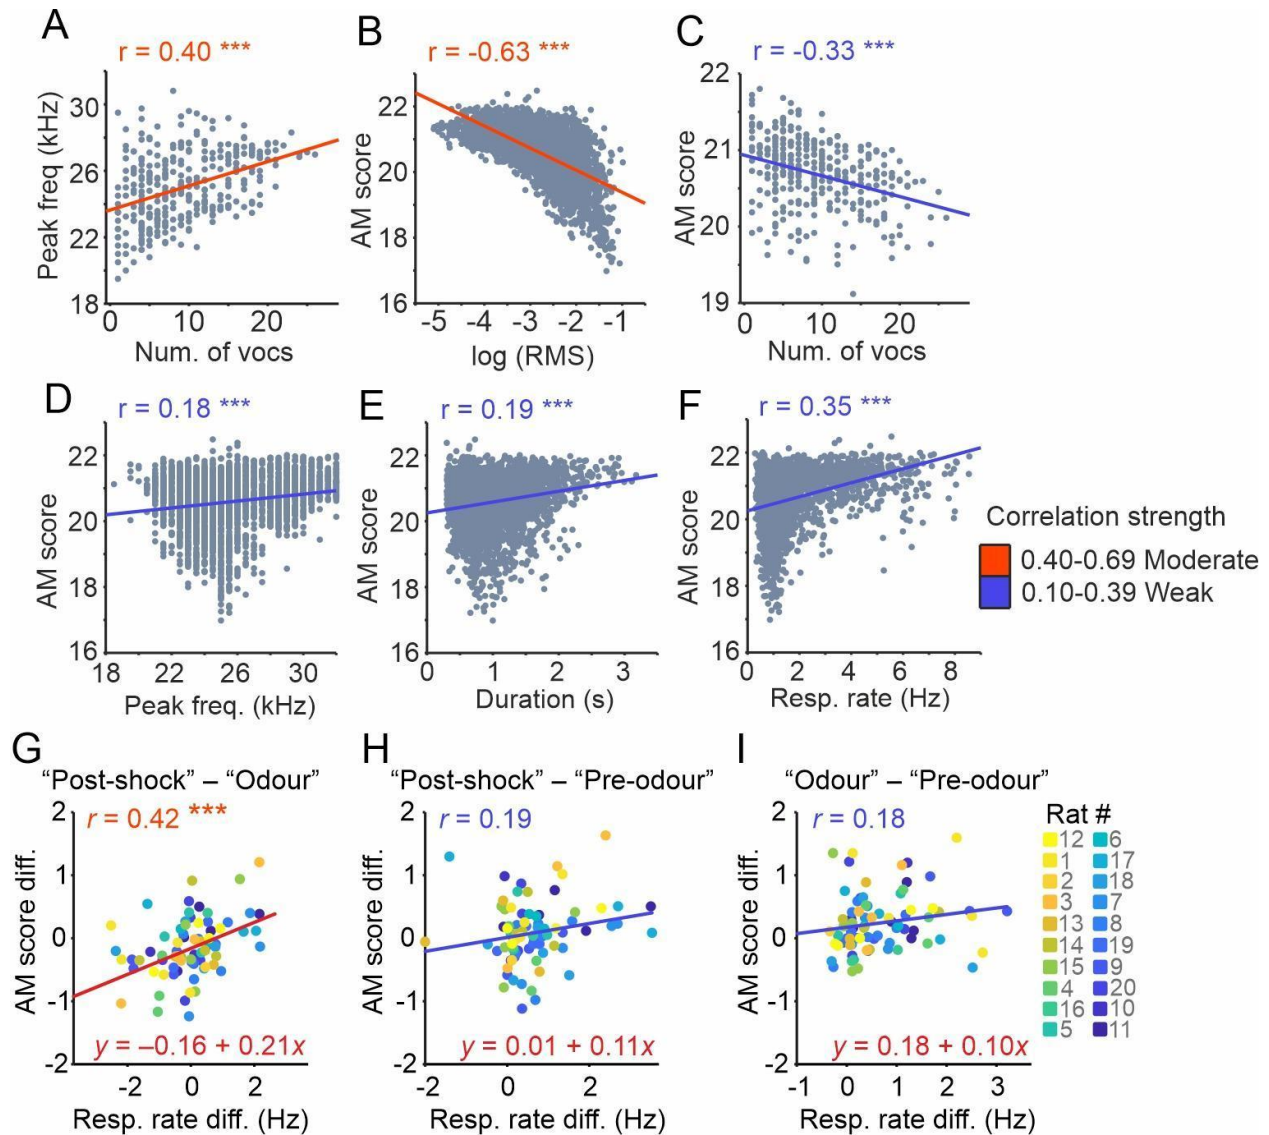 A
r = 0.40 ***
Peak freq (kHz)
30
26
22
18
0 10 20
Num. of vocs
B
r = -0.63 ***
AM score
22
20
18
16
-5 -4 -3 -2 -1
log (RMS)
C
r = -0.33 ***
AM score
22
21
20
19
0 10 20
Num. of vocs
D
r = 0.18 ***
AM score
22
20
18
16
18 22 26 30
Peak freq. (kHz)
E
r = 0.19 ***
AM score
22
20
18
16
0 1 2 3
Duration (s)
F
r = 0.35 ***
AM score
22
20
18
16
0 2 4 6 8
Resp. rate (Hz)
Correlation strength
0.40-0.69 Moderate
0.10-0.39 Weak
G
“Post-shock” – “Odour”
r = 0.42 ***
AM score diff.
2
1
0
-1
-2
y = –0.16 + 0.21x
-2 0 2
Resp. rate diff. (Hz)
H
“Post-shock” – “Pre-odour”
r = 0.19
AM score diff.
2
1
0
-1
-2
y = 0.01 + 0.11x
-2 0 2
Resp. rate diff. (Hz)
I
“Odour” – “Pre-odour”
r = 0.18
AM score diff.
2
1
0
-1
-2
y = 0.18 + 0.10x
-1 0 1 2 3
Resp. rate diff. (Hz)
Rat #
12 6
1 17
2 18
3 7
13 8
14 19
15 9
4 20
16 10
5 11